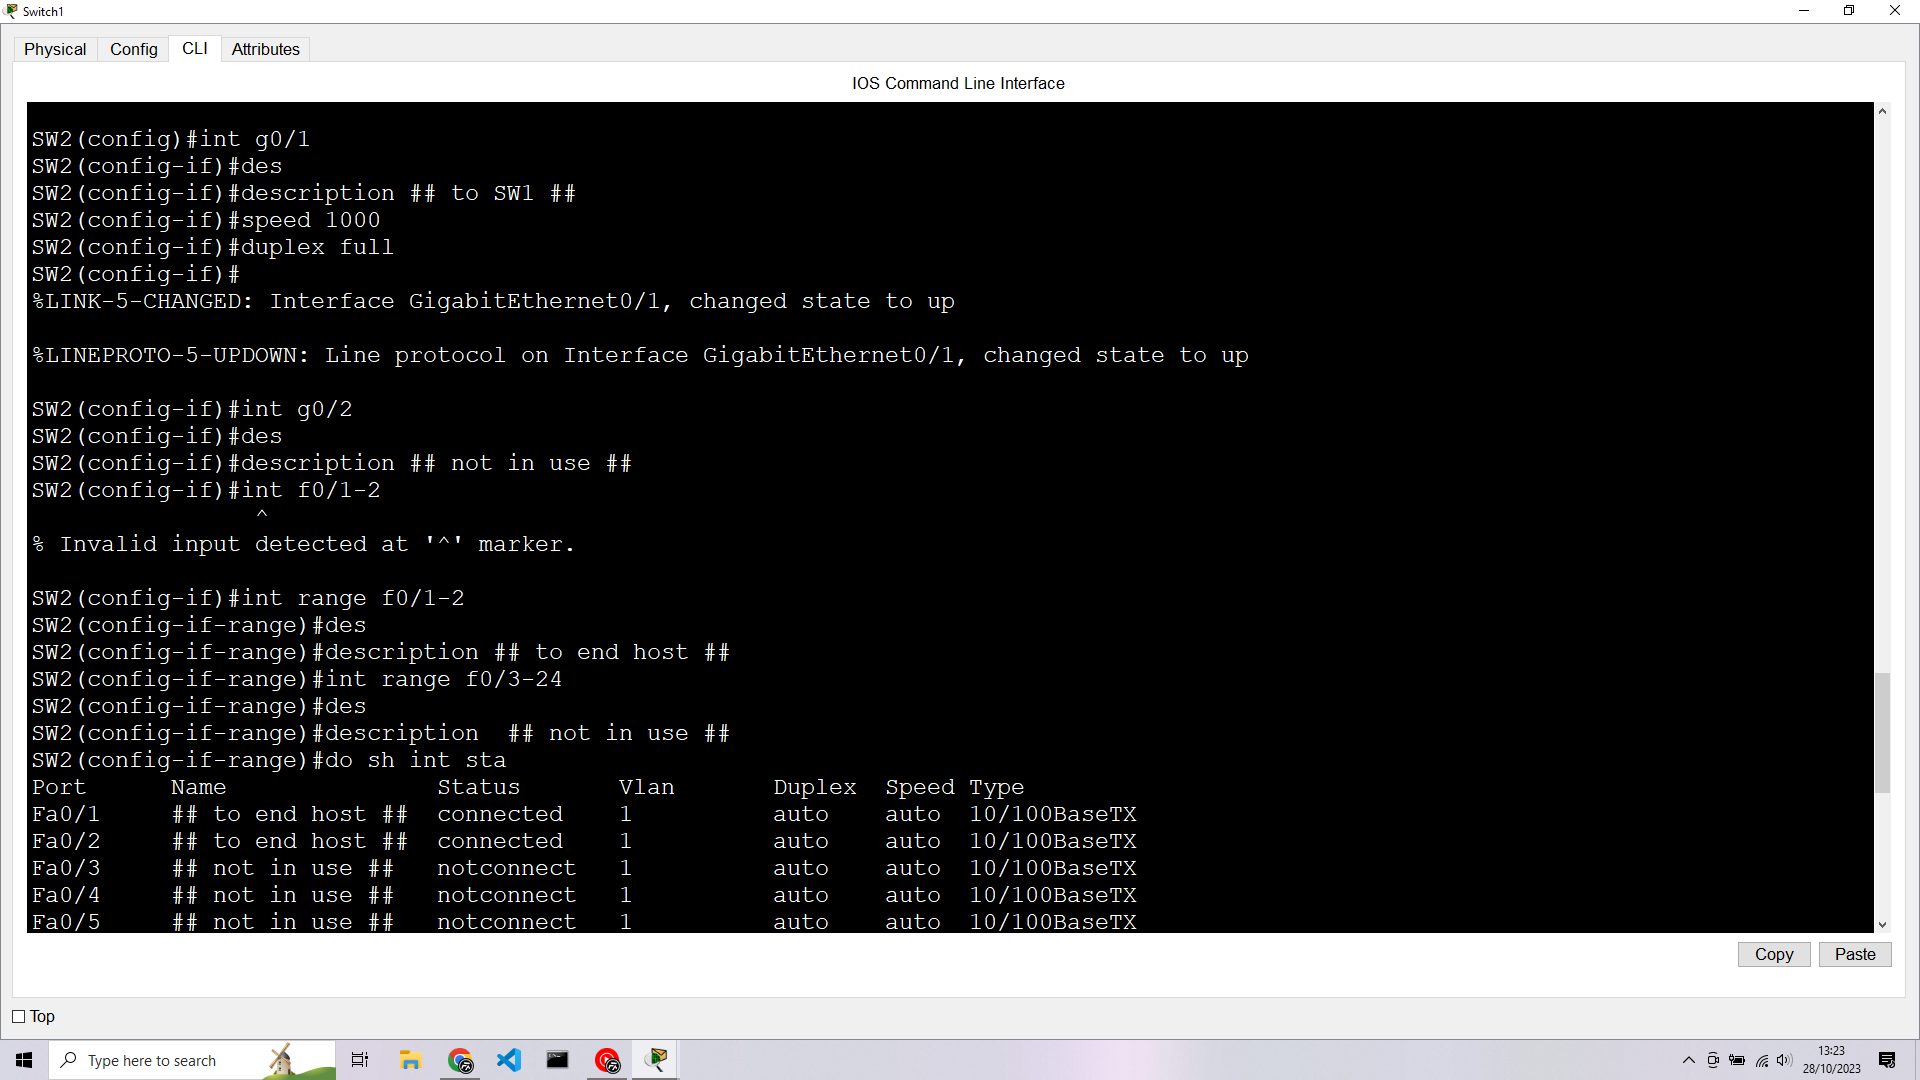 Switch1
Physical Config CLI Attributes
IOS Command Line Interface
SW2(config)#int g0/1
SW2(config-if)#des
SW2(config-if)#description ## to SW1 ##
SW2(config-if)#speed 1000
SW2(config-if)#duplex full
SW2(config-if)#
%LINK-5-CHANGED: Interface GigabitEthernet0/1, changed state to up
%LINEPROTO-5-UPDOWN: Line protocol on Interface GigabitEthernet0/1, changed state to up
SW2(config-if)#int g0/2
SW2(config-if)#des
SW2(config-if)#description ## not in use ##
SW2(config-if)#int f0/1-2
^
% Invalid input detected at '^' marker.
SW2(config-if)#int range f0/1-2
SW2(config-if-range)#des
SW2(config-if-range)#description ## to end host ##
SW2(config-if-range)#int range f0/3-24
SW2(config-if-range)#des
SW2(config-if-range)#description  ## not in use ##
SW2(config-if-range)#do sh int sta
Port Name Status Vlan Duplex Speed Type
Fa0/1 ## to end host ## connected 1 auto auto 10/100BaseTX
Fa0/2 ## to end host ## connected 1 auto auto 10/100BaseTX
Fa0/3 ## not in use ## notconnect 1 auto auto 10/100BaseTX
Fa0/4 ## not in use ## notconnect 1 auto auto 10/100BaseTX
Fa0/5 ## not in use ## notconnect 1 auto auto 10/100BaseTX
Copy Paste
Top
Type here to search
13:23
28/10/2023